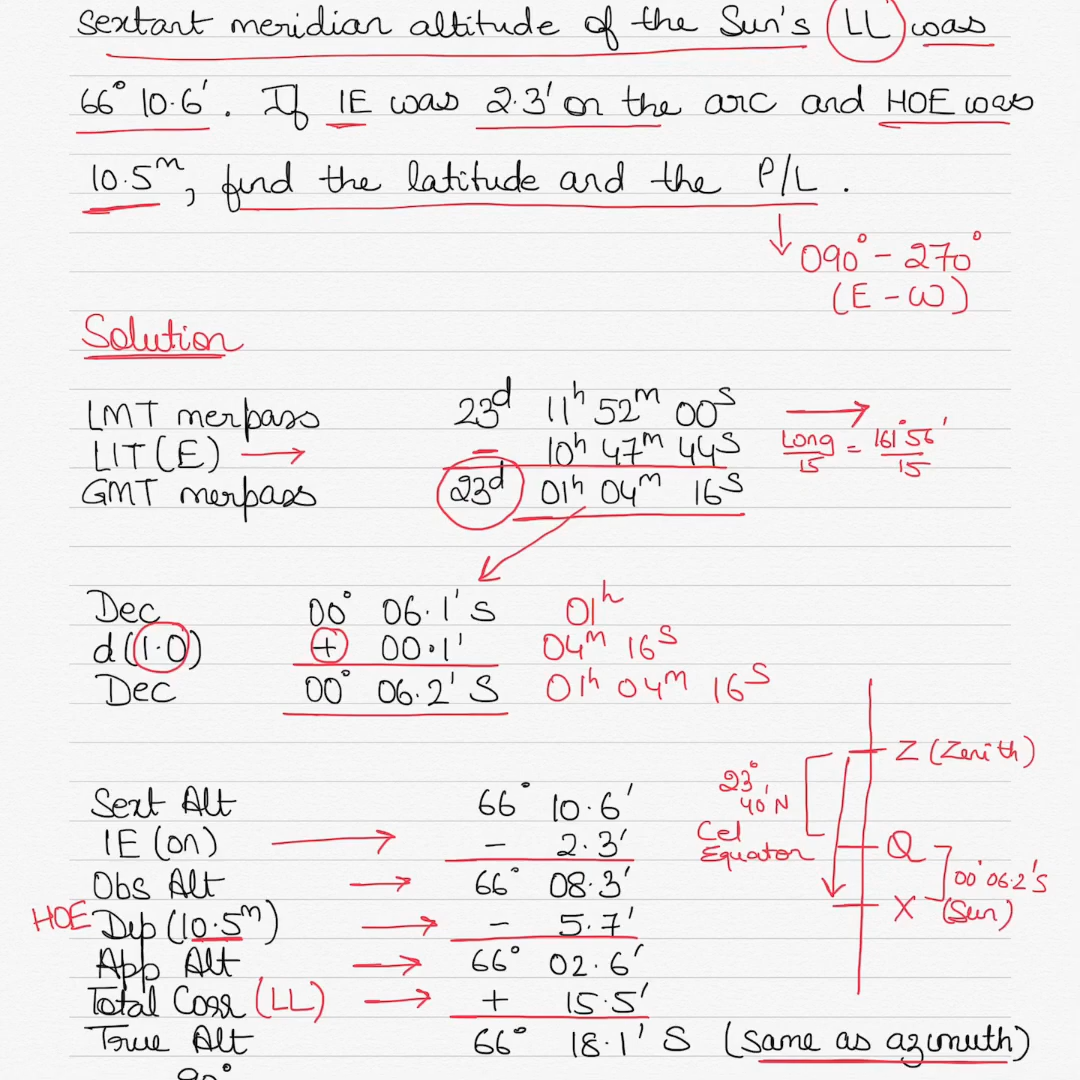 sextant meridian altitude of the Sun's LL was
66° 10.6'. If IE was 2.3' on the arc and HOE was
10.5m, find the latitude and the P/L.
↓ 090° - 270°
(E - W)
Solution
LMT merpass 23d 11h 52m 00s → Long/15 = 161°56'/15
LIT(E) → - 10h 47m 44s
GMT merpass 23d 01h 04m 16s
Dec 00° 06.1' S 01h
d(1.0) + 00.1' 04m 16s
Dec 00° 06.2' S 01h 04m 16s
Z (Zenith)
23° 40' N
Cel Equator
Q
00° 06.2' S
X (Sun)
Sext Alt 66° 10.6'
IE (on) → - 2.3'
Obs Alt → 66° 08.3'
HOE Dip (10.5m) → - 5.7'
App Alt → 66° 02.6'
Total Corr (LL) → + 15.5'
True Alt 66° 18.1' S (same as azimuth)
90°